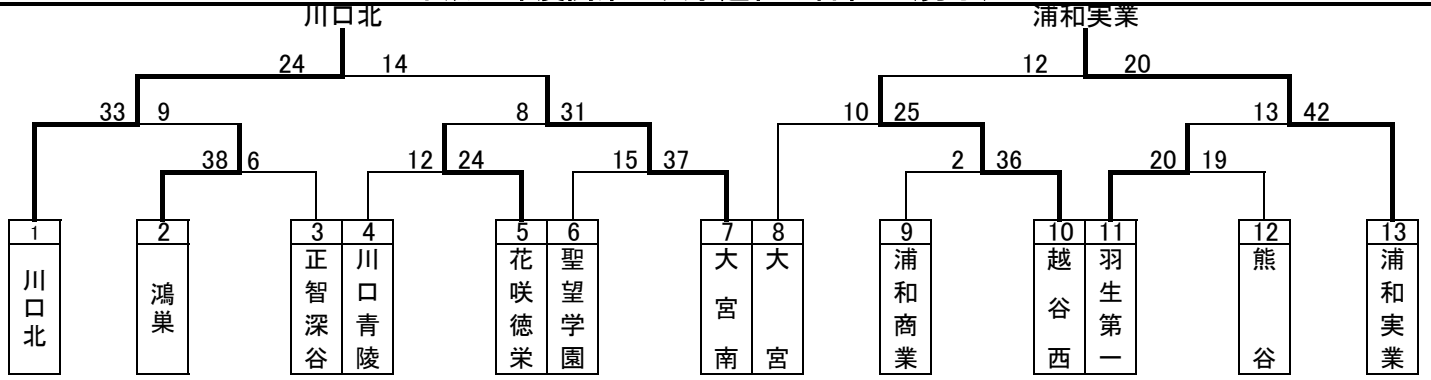 川口北 浦和実業
24 14 12 20
33 9 8 31 10 25 13 42
38 6 12 24 15 37 2 36 20 19
1 2 3 4 5 6 7 8 9 10 11 12 13
川口北
鴻巣
正智深谷
川口青陵
花咲徳栄
聖望学園
大宮南
大宮
浦和商業
越谷西
羽生第一
熊谷
浦和実業